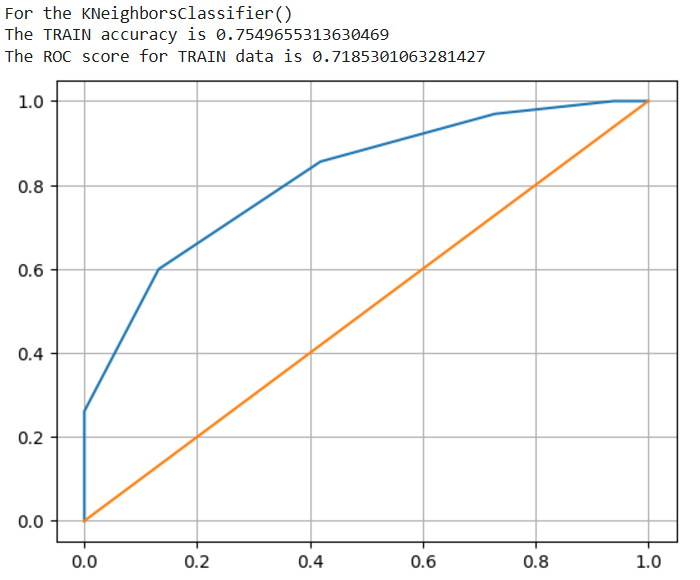 For the KNeighborsClassifier()
The TRAIN accuracy is 0.7549655313630469
The ROC score for TRAIN data is 0.7185301063281427
1.0
0.8
0.6
0.4
0.2
0.0
0.0 0.2 0.4 0.6 0.8 1.0